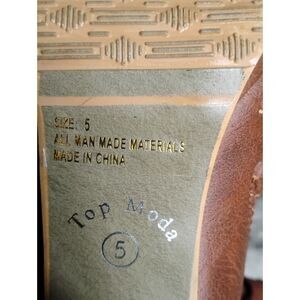 SIZE: 5
ALL MAN MADE MATERIALS
MADE IN CHINA
Top Moda
5